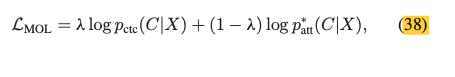 ℒ_MOL = λ log p_ctc(C|X) + (1 − λ) log p*_att(C|X), (38)